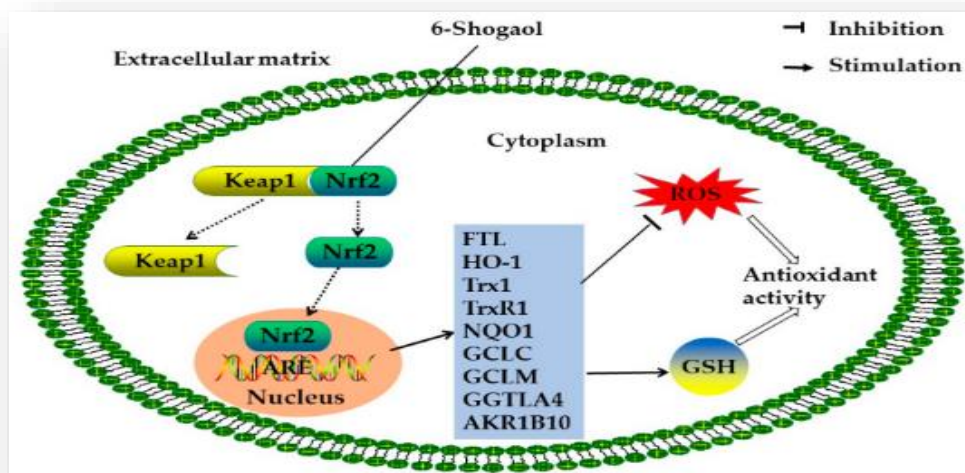 6-Shogaol
Inhibition
Extracellular matrix
Stimulation
Cytoplasm
Keap1
Nrf2
ROS
Keap1
Nrf2
FTL
HO-1
Trx1
TrxR1
NQO1
GCLC
GCLM
GGTLA4
AKR1B10
Antioxidant
activity
Nrf2
ARE
Nucleus
GSH